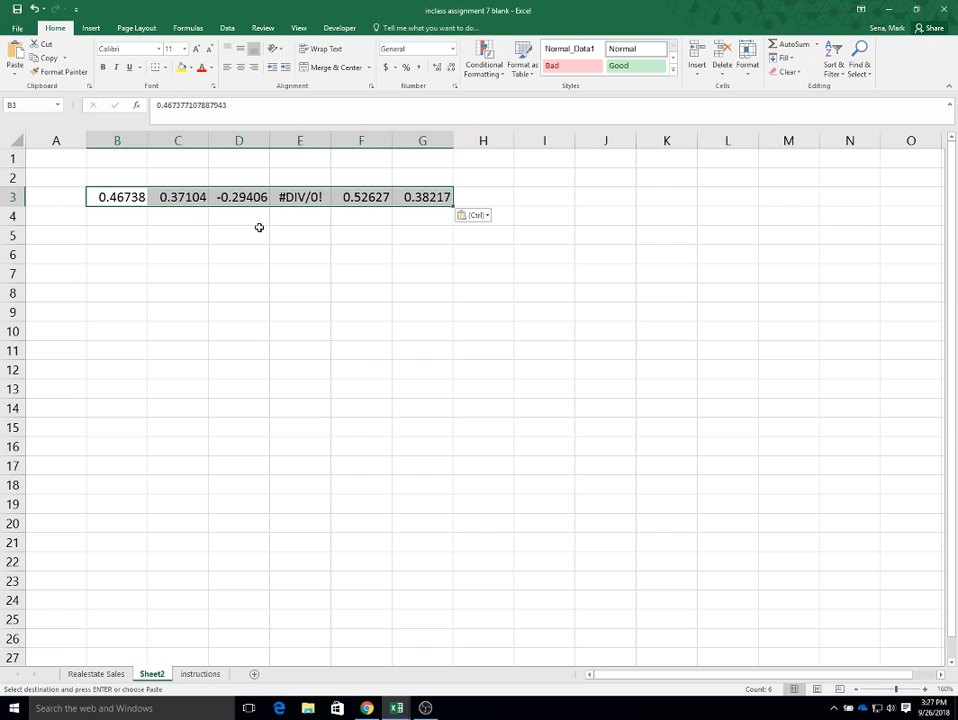 inclass assignment 7 blank - Excel
File Home Insert Page Layout Formulas Data Review View Developer Tell me what you want to do... Sena, Mark Share
Cut
Copy
Format Painter
Paste
Clipboard
Calibri 11
B I U
Font
Wrap Text
Merge & Center
Alignment
General
$ % ,
Number
Conditional Formatting
Format as Table
Normal_Data1 Normal
Bad Good
Styles
Insert Delete Format
Cells
AutoSum
Fill
Clear
Sort & Filter
Find & Select
Editing
B3 fx 0.467377107887943
A B C D E F G H I J K L M N O
1
2
3 0.46738 0.37104 -0.29406 #DIV/0! 0.52627 0.38217
4 (Ctrl)
5
6
7
8
9
10
11
12
13
14
15
16
17
18
19
20
21
22
23
24
25
26
27
Realestate Sales Sheet2 instructions
Select destination and press ENTER or choose Paste Count: 6 160%
Search the web and Windows
3:27 PM
9/26/2018